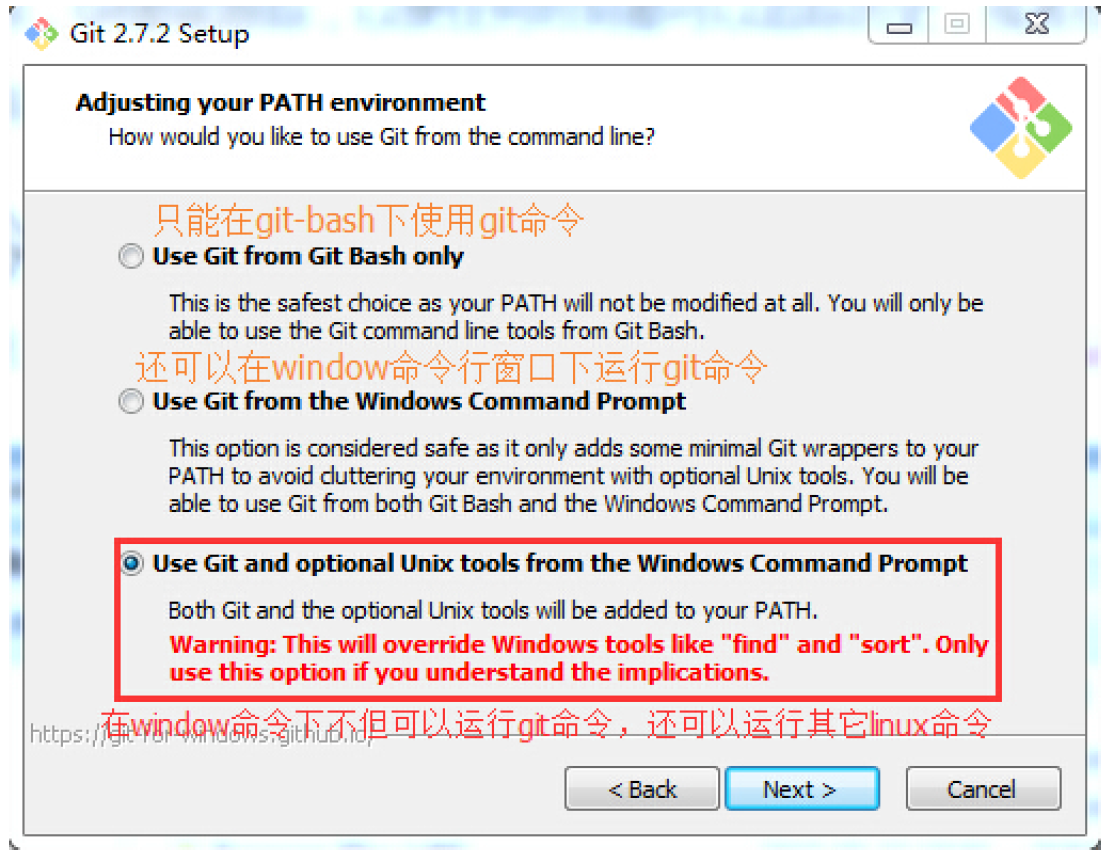 Git 2.7.2 Setup
Adjusting your PATH environment
How would you like to use Git from the command line?
只能在git-bash下使用git命令
Use Git from Git Bash only
This is the safest choice as your PATH will not be modified at all. You will only be
able to use the Git command line tools from Git Bash.
还可以在window命令行窗口下运行git命令
Use Git from the Windows Command Prompt
This option is considered safe as it only adds some minimal Git wrappers to your
PATH to avoid cluttering your environment with optional Unix tools. You will be
able to use Git from both Git Bash and the Windows Command Prompt.
Use Git and optional Unix tools from the Windows Command Prompt
Both Git and the optional Unix tools will be added to your PATH.
Warning: This will override Windows tools like "find" and "sort". Only
use this option if you understand the implications.
在window命令下不但可以运行git命令，还可以运行其它linux命令
https://git-for-windows.github.io/
< Back
Next >
Cancel